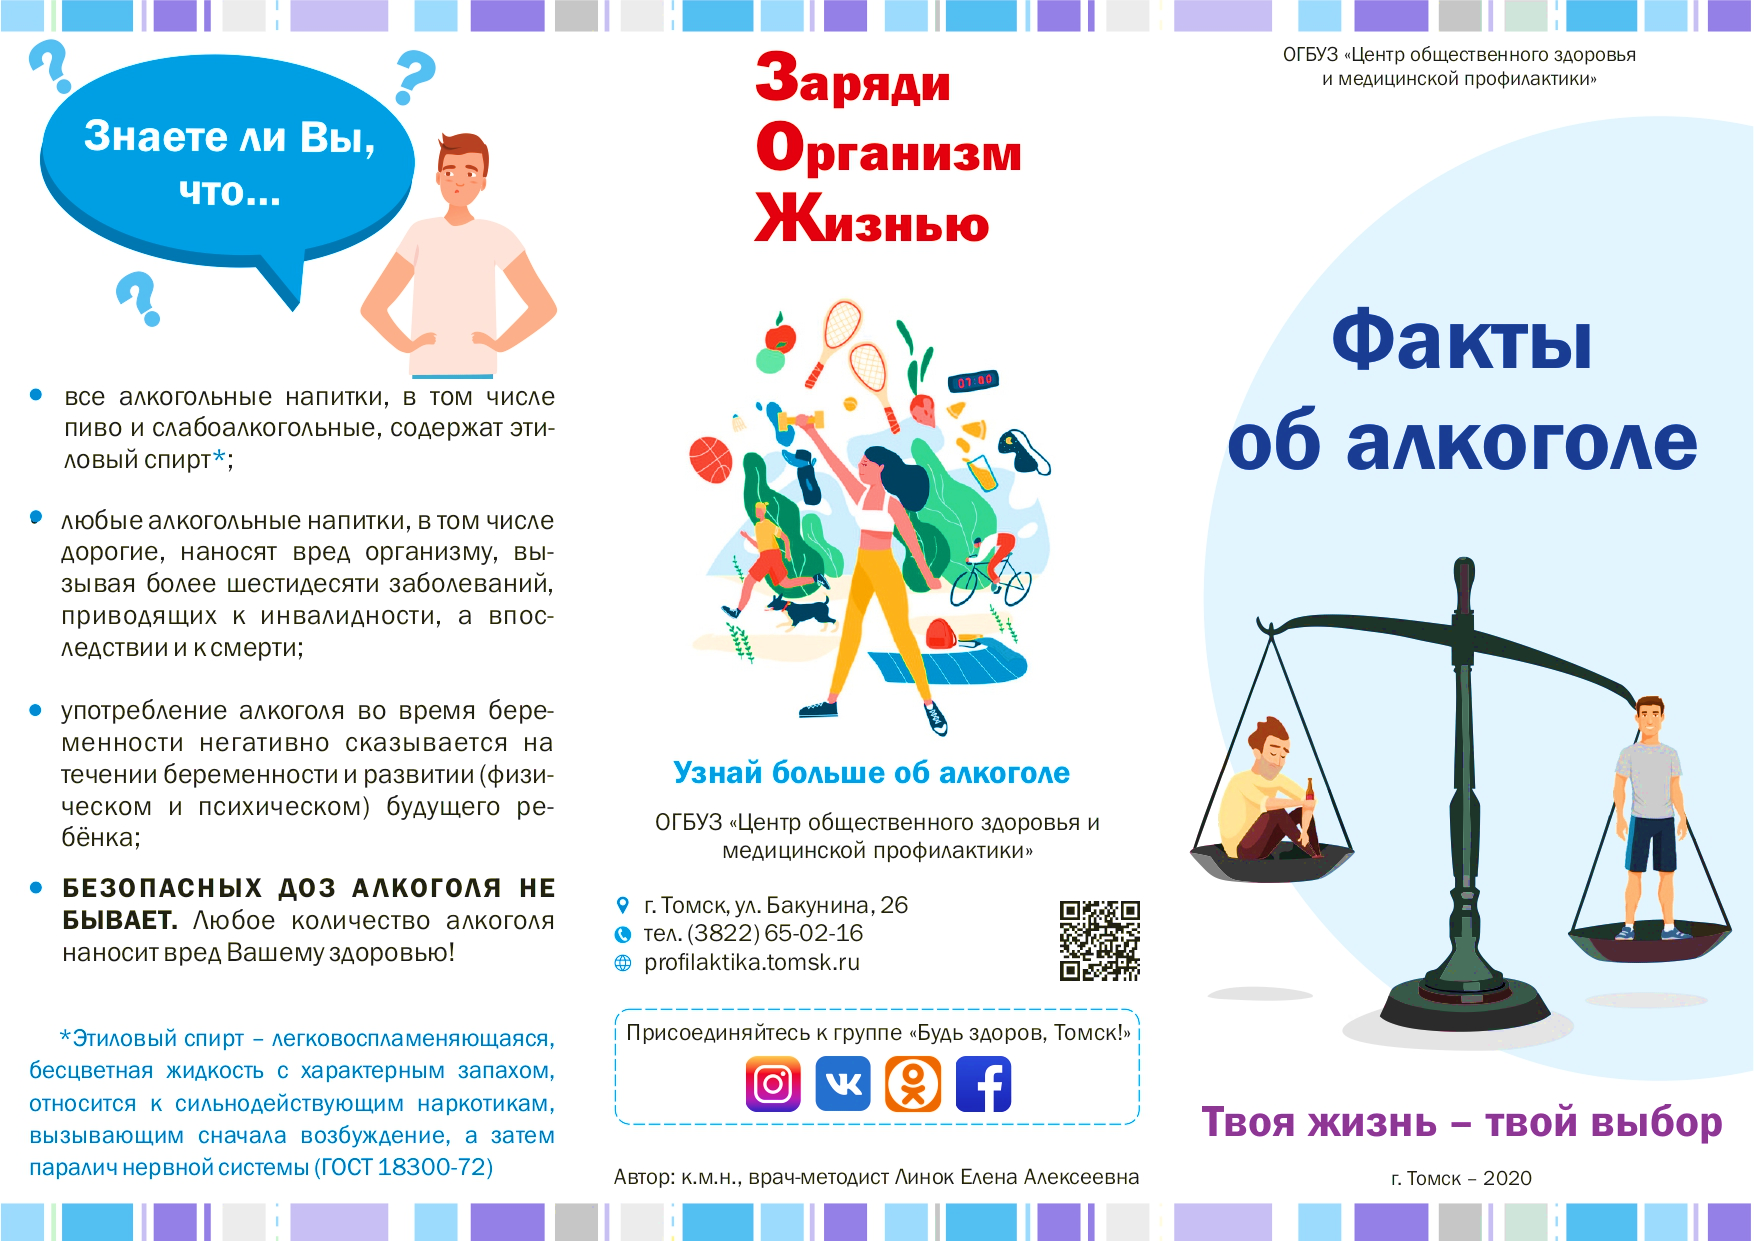 Знаете ли Вы,
что...
все алкогольные напитки, в том числе
пиво и слабоалкогольные, содержат эти-
ловый спирт*;
любые алкогольные напитки, в том числе
дорогие, наносят вред организму, вы-
зывая более шестидесяти заболеваний,
приводящих к инвалидности, а впос-
ледствии и к смерти;
употребление алкоголя во время бере-
менности негативно сказывается на
течении беременности и развитии (физи-
ческом и психическом) будущего ре-
бёнка;
БЕЗОПАСНЫХ ДОЗ АЛКОГОЛЯ НЕ
БЫВАЕТ. Любое количество алкоголя
наносит вред Вашему здоровью!
*Этиловый спирт – легковоспламеняющаяся,
бесцветная жидкость с характерным запахом,
относится к сильнодействующим наркотикам,
вызывающим сначала возбуждение, а затем
паралич нервной системы (ГОСТ 18300-72)
Заряди
Организм
Жизнью
07:00
Узнай больше об алкоголе
ОГБУЗ «Центр общественного здоровья и
медицинской профилактики»
г. Томск, ул. Бакунина, 26
тел. (3822) 65-02-16
profilaktika.tomsk.ru
Присоединяйтесь к группе «Будь здоров, Томск!»
Автор: к.м.н., врач-методист Линок Елена Алексеевна
ОГБУЗ «Центр общественного здоровья
и медицинской профилактики»
Факты
об алкоголе
Твоя жизнь – твой выбор
г. Томск – 2020